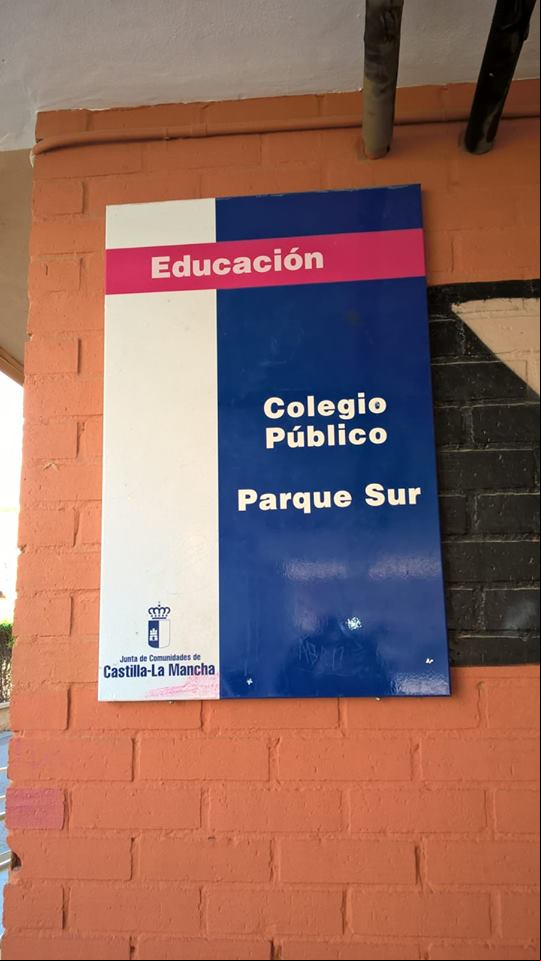 Educación
Colegio
Público
Parque Sur
Junta de Comunidades de
Castilla-La Mancha